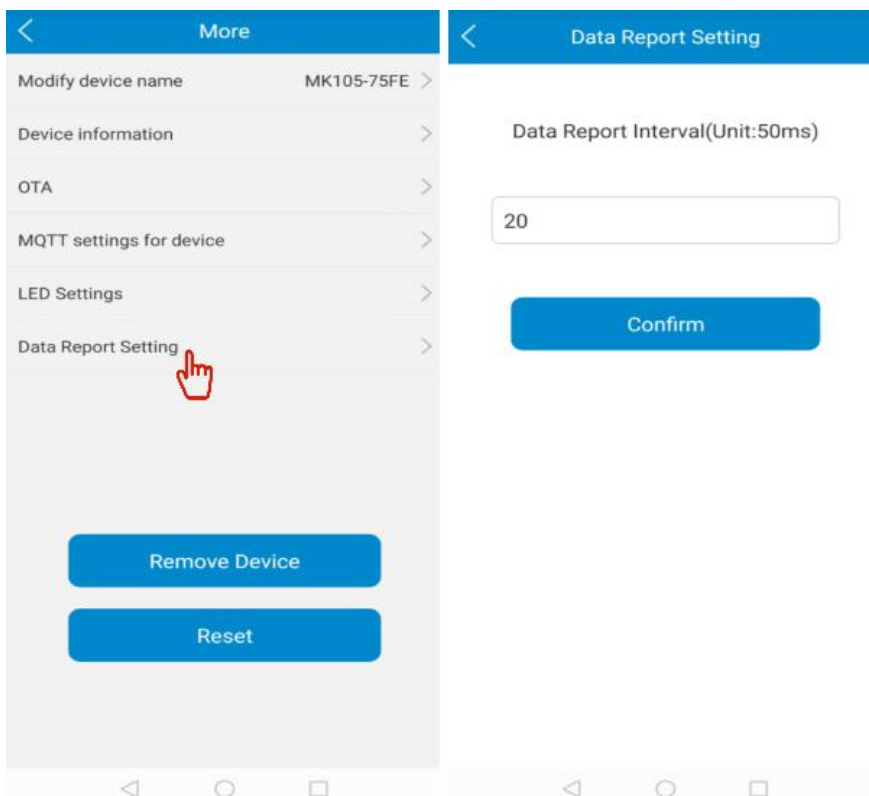 More
Modify device name MK105-75FE
Device information
OTA
MQTT settings for device
LED Settings
Data Report Setting
Remove Device
Reset
Data Report Setting
Data Report Interval(Unit:50ms)
20
Confirm